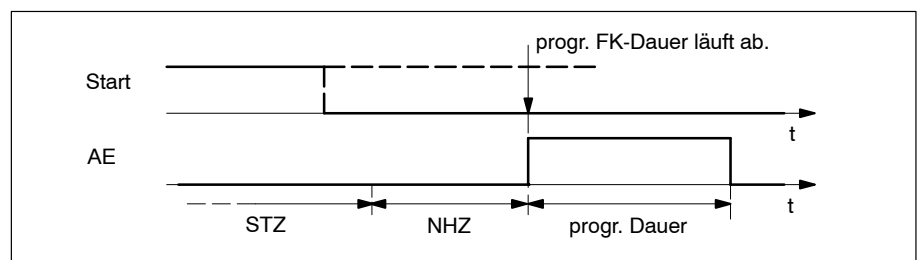 progr. FK-Dauer läuft ab.
Start
t
AE
t
STZ
NHZ
progr. Dauer